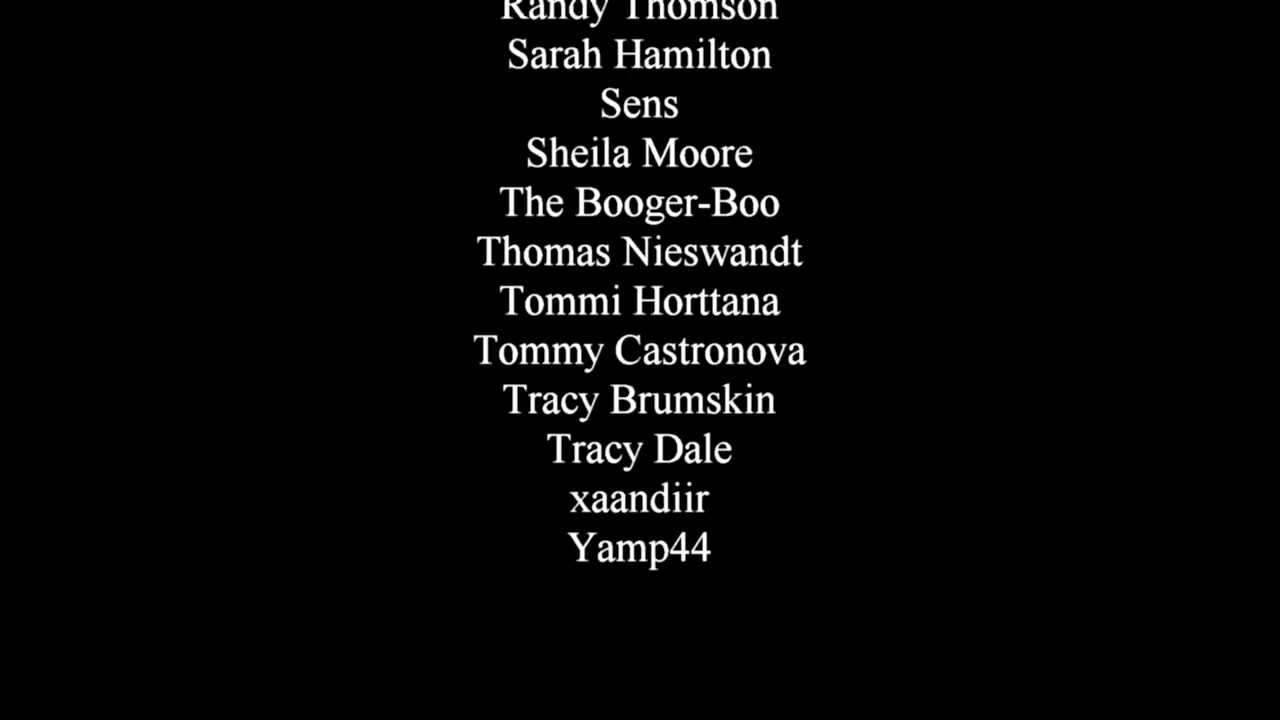 Randy Thomson
Sarah Hamilton
Sens
Sheila Moore
The Booger-Boo
Thomas Nieswandt
Tommi Horttana
Tommy Castronova
Tracy Brumskin
Tracy Dale
xaandiir
Yamp44